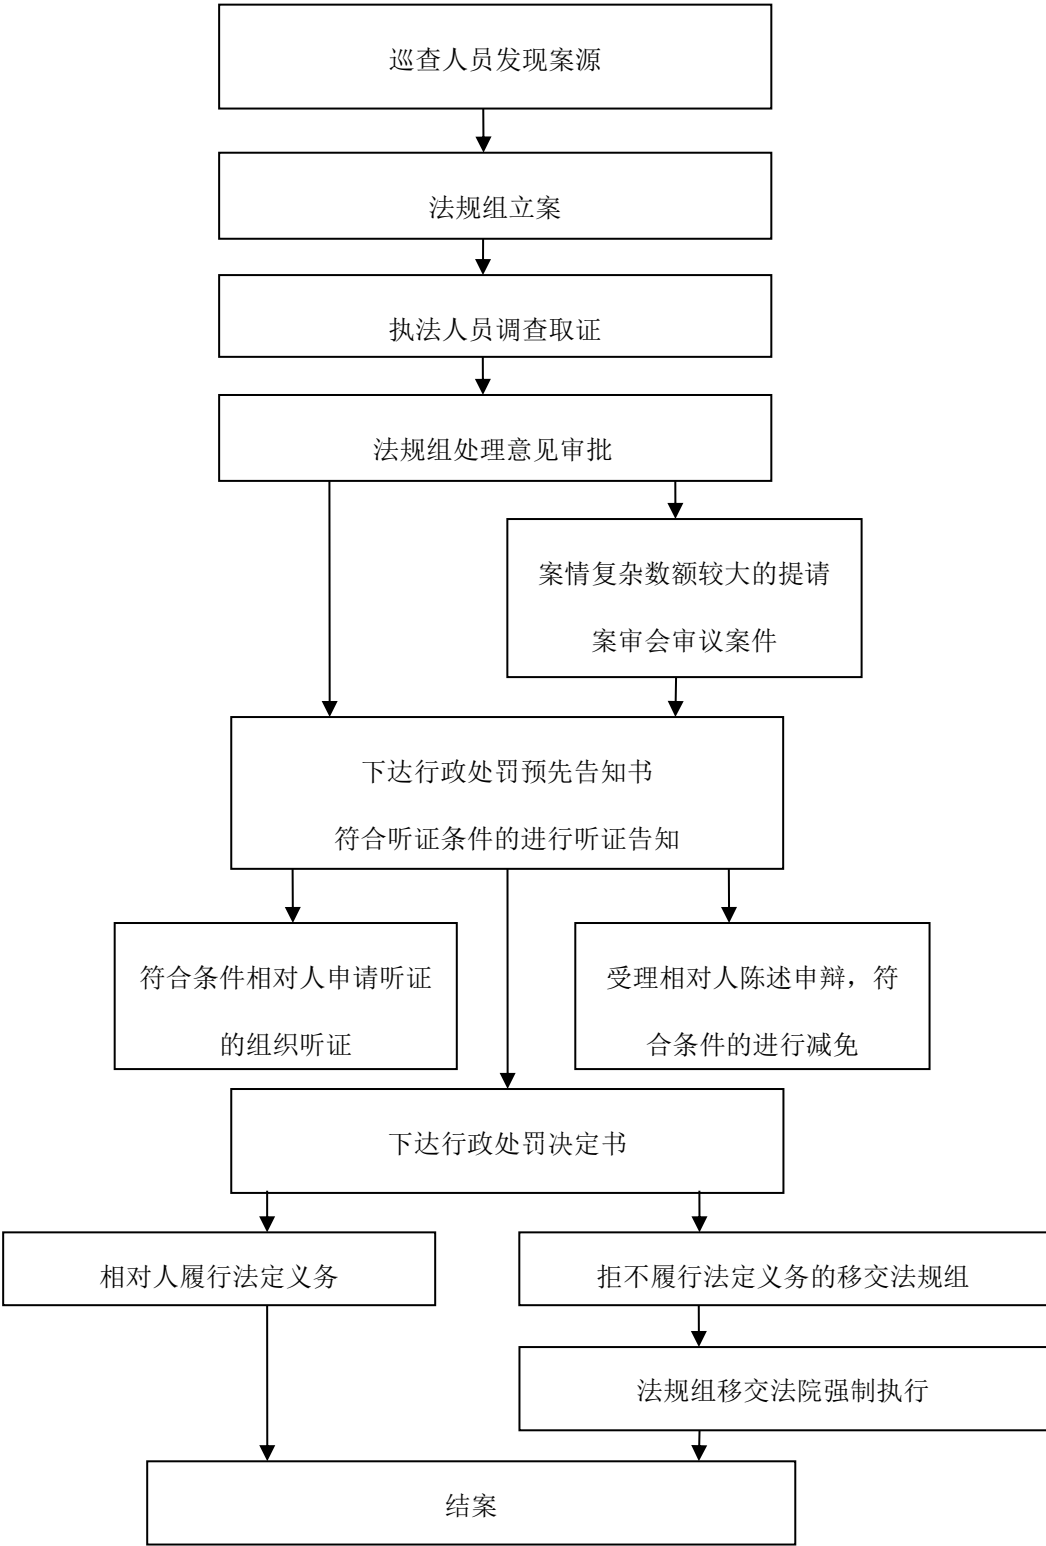 巡查人员发现案源
法规组立案
执法人员调查取证
法规组处理意见审批
案情复杂数额较大的提请
案审会审议案件
下达行政处罚预先告知书
符合听证条件的进行听证告知
符合条件相对人申请听证
的组织听证
受理相对人陈述申辩，符
合条件的进行减免
下达行政处罚决定书
相对人履行法定义务
拒不履行法定义务的移交法规组
法规组移交法院强制执行
结案